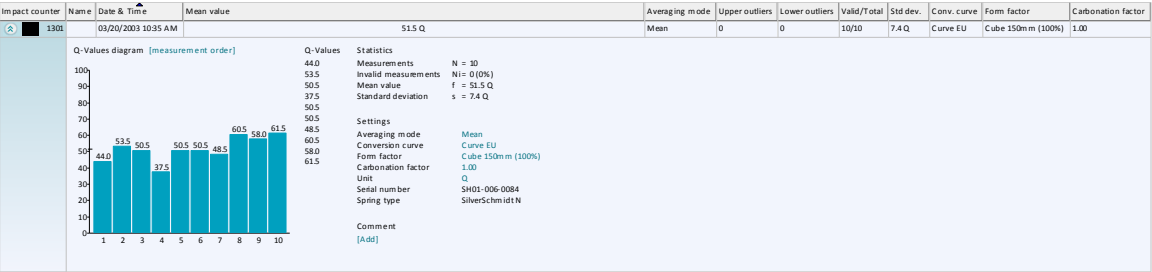 Impact counter Name Date & Time Mean value Averaging mode Upper outliers Lower outliers Valid/Total Std dev. Conv. curve Form factor Carbonation factor
1301 03/20/2003 10:35 AM 51.5 Q Mean 0 0 10/10 7.4 Q Curve EU Cube 150mm (100%) 1.00
Q-Values diagram [measurement order]
100
90
80
70
60
50
40
30
20
10
0
44.0 53.5 50.5 37.5 50.5 50.5 48.5 60.5 58.0 61.5
1 2 3 4 5 6 7 8 9 10
Q-Values
44.0
53.5
50.5
37.5
50.5
50.5
48.5
60.5
58.0
61.5
Statistics
Measurements N = 10
Invalid measurements Ni = 0 (0%)
Mean value f = 51.5 Q
Standard deviation s = 7.4 Q
Settings
Averaging mode Mean
Conversion curve Curve EU
Form factor Cube 150mm (100%)
Carbonation factor 1.00
Unit Q
Serial number SH01-006-0084
Spring type SilverSchmidt N
Comment
[Add]